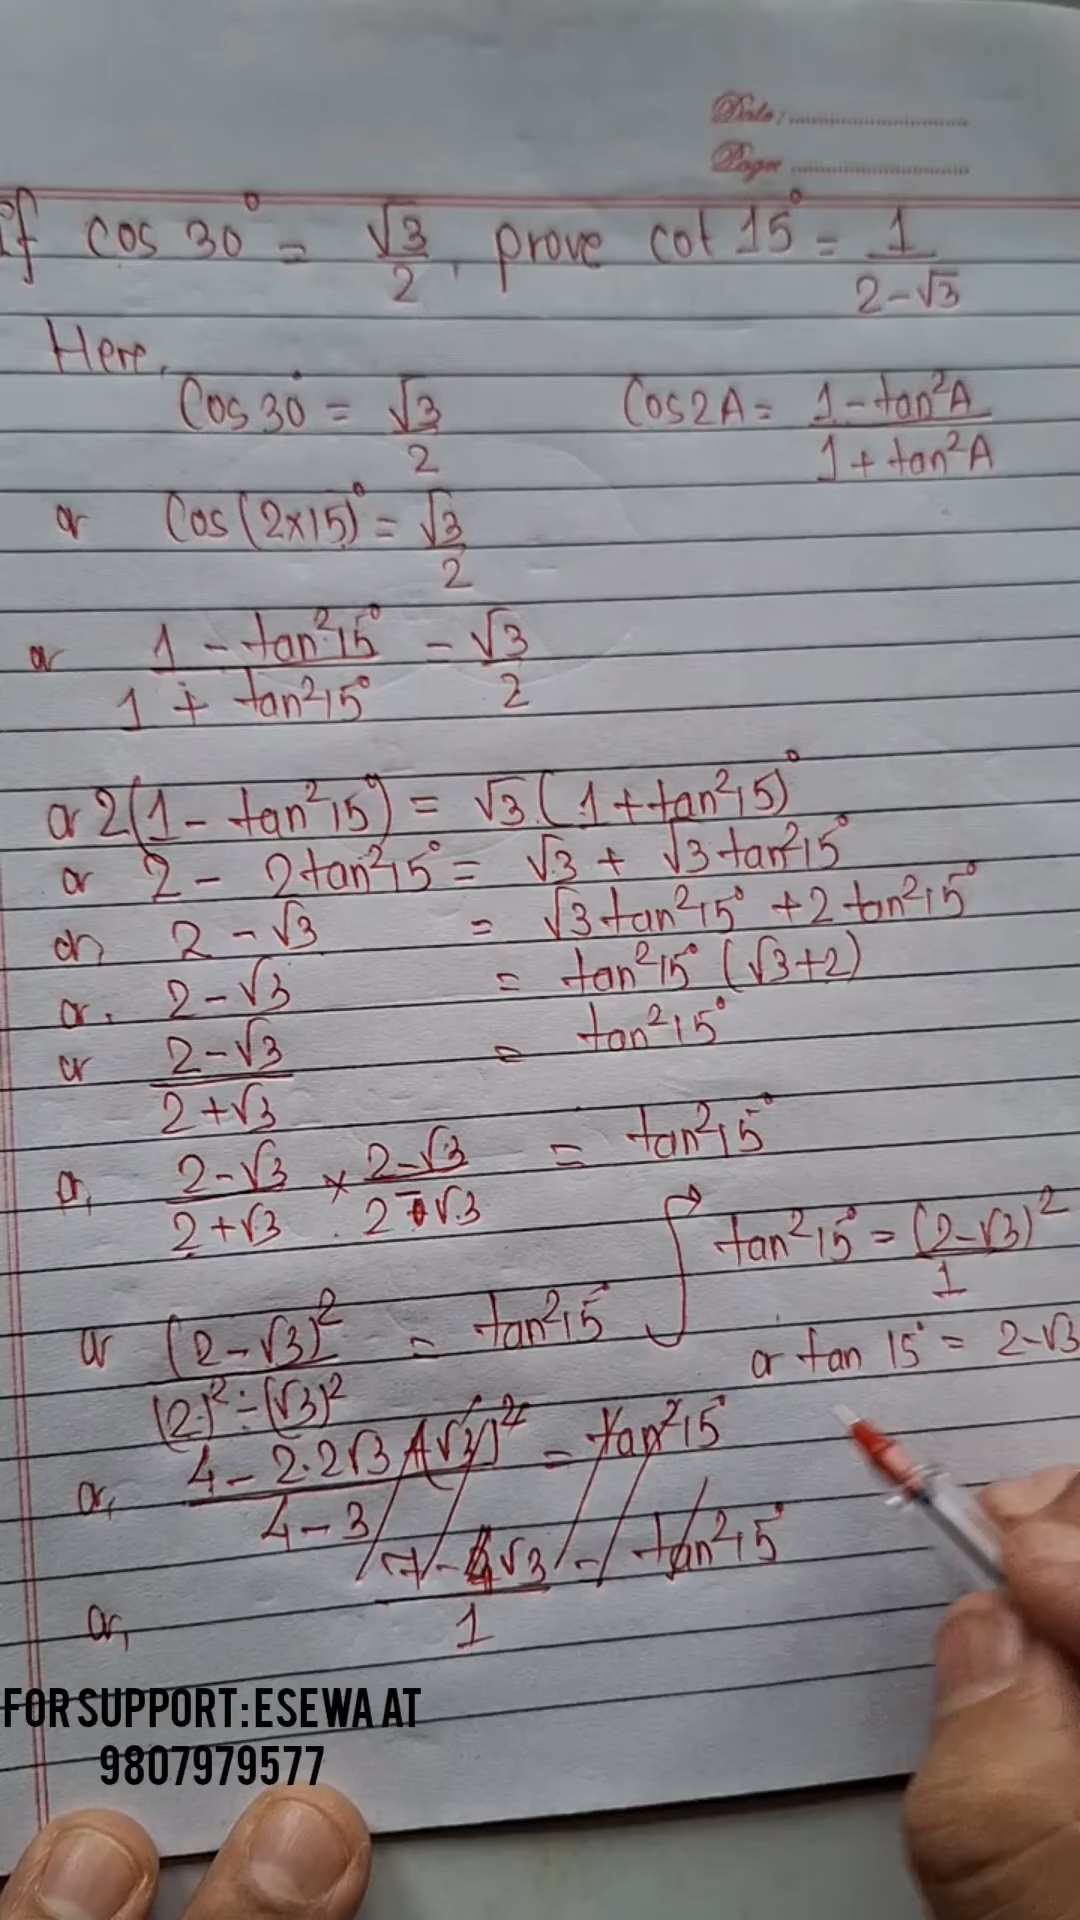 Date:
Page
if cos 30° = √3/2, prove cot 15° = 1/(2-√3)
Here,
Cos 30° = √3/2
Cos2A = (1-tan²A)/(1+tan²A)
or Cos(2×15)° = √3/2
or (1 - tan²15°)/(1 + tan²15°) = √3/2
or 2(1 - tan²15°) = √3(1+tan²15)°
or 2 - 2tan²15° = √3 + √3 tan²15°
or, 2 - √3 = √3 tan²15° + 2 tan²15°
or, 2 - √3 = tan²15° (√3+2)
or (2-√3)/(2+√3) = tan²15°
or, (2-√3)/(2+√3) × (2-√3)/(2-√3) = tan²15°
or (2-√3)²/((2)²-(√3)²) = tan²15°
tan²15° = (2-√3)²/1
or tan 15° = 2-√3
or, (4 - 2·2√3 + (√3)²)/(4-3) = tan²15°
or, (7-4√3)/1 = tan²15°
FOR SUPPORT:ESEWA AT
9807979577